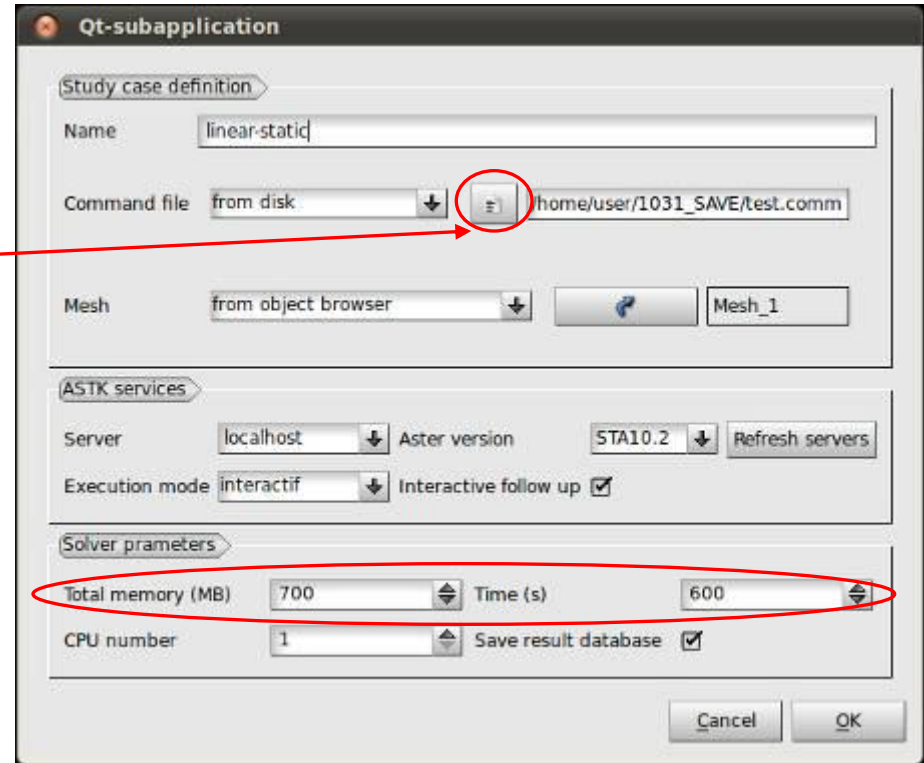 Qt-subapplication
Study case definition
Name linear-static
Command file from disk /home/user/1031_SAVE/test.comm
Mesh from object browser Mesh_1
ASTK services
Server localhost Aster version STA10.2 Refresh servers
Execution mode interactif Interactive follow up
Solver prameters
Total memory (MB) 700 Time (s) 600
CPU number 1 Save result database
Cancel OK